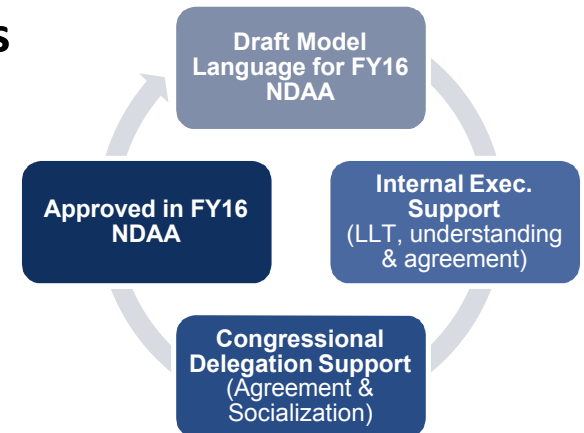 s
Draft Model
Language for FY16
NDAA
Internal Exec.
Support
(LLT, understanding
& agreement)
Approved in FY16
NDAA
Congressional
Delegation Support
(Agreement &
Socialization)